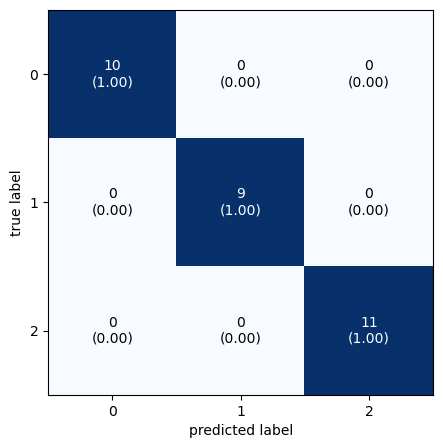 10 0 0
(1.00) (0.00) (0.00)
0
0 9 0
(0.00) (1.00) (0.00)
1
true label
0 0 11
(0.00) (0.00) (1.00)
2
0 1 2
predicted label